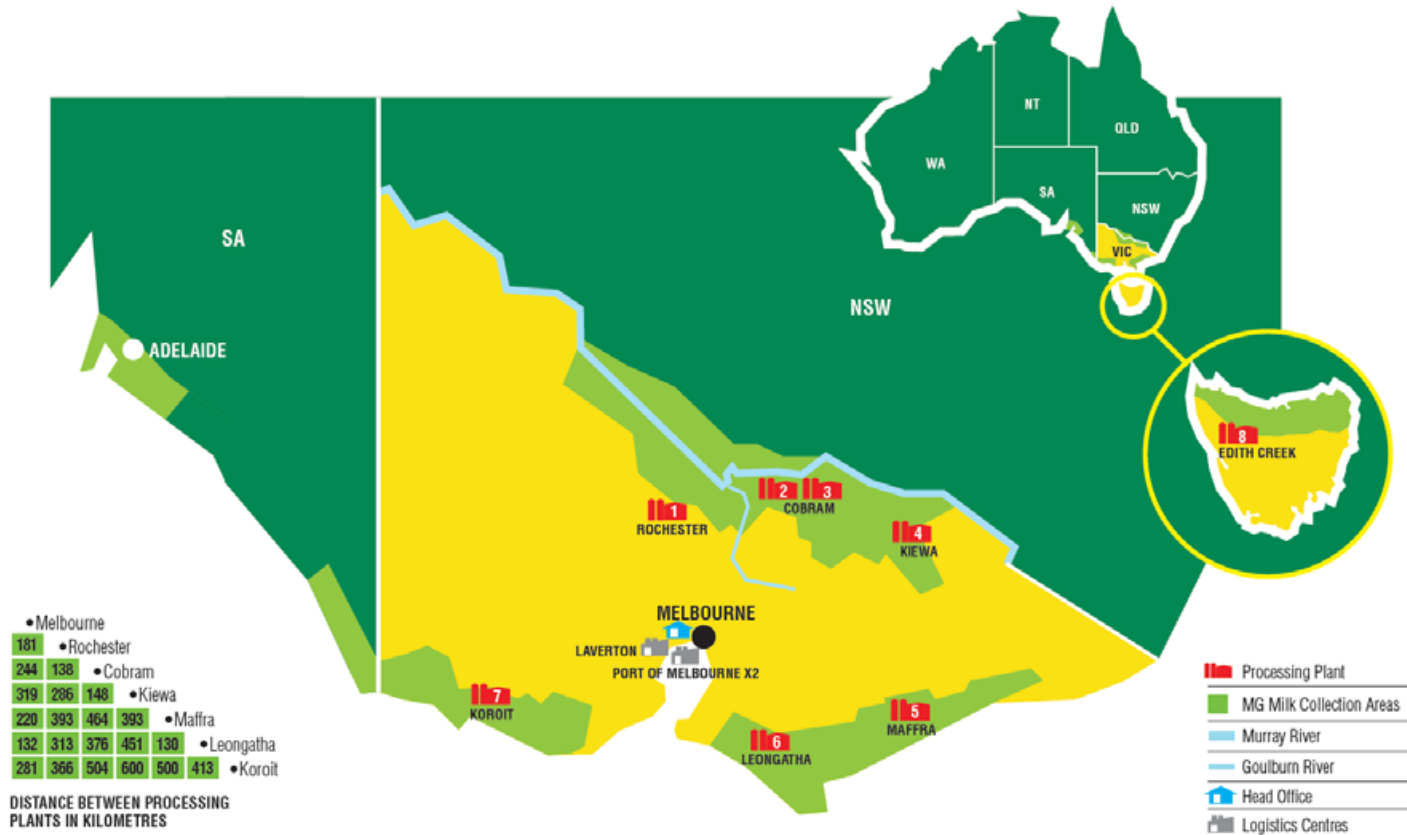 NT
QLD
WA
SA
NSW
VIC
SA
NSW
ADELAIDE
8
EDITH CREEK
2 3
COBRAM
1
ROCHESTER
4
KIEWA
MELBOURNE
LAVERTON
PORT OF MELBOURNE X2
7
KOROIT
5
MAFFRA
6
LEONGATHA
•Melbourne
181 •Rochester
244 138 •Cobram
319 286 148 •Kiewa
220 393 464 393 •Maffra
132 313 376 451 130 •Leongatha
281 366 504 600 500 413 •Koroit
DISTANCE BETWEEN PROCESSING
PLANTS IN KILOMETRES
Processing Plant
MG Milk Collection Areas
Murray River
Goulburn River
Head Office
Logistics Centres